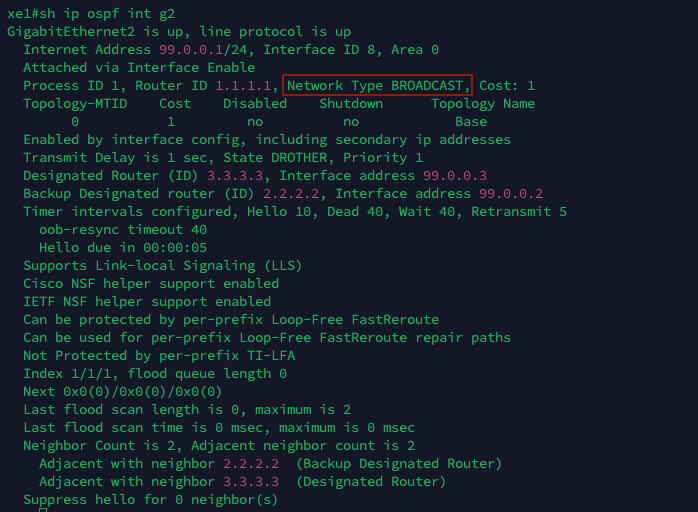 xe1#sh ip ospf int g2
GigabitEthernet2 is up, line protocol is up
Internet Address 99.0.0.1/24, Interface ID 8, Area 0
Attached via Interface Enable
Process ID 1, Router ID 1.1.1.1, Network Type BROADCAST, Cost: 1
Topology-MTID Cost Disabled Shutdown Topology Name
0 1 no no Base
Enabled by interface config, including secondary ip addresses
Transmit Delay is 1 sec, State DROTHER, Priority 1
Designated Router (ID) 3.3.3.3, Interface address 99.0.0.3
Backup Designated router (ID) 2.2.2.2, Interface address 99.0.0.2
Timer intervals configured, Hello 10, Dead 40, Wait 40, Retransmit 5
oob-resync timeout 40
Hello due in 00:00:05
Supports Link-local Signaling (LLS)
Cisco NSF helper support enabled
IETF NSF helper support enabled
Can be protected by per-prefix Loop-Free FastReroute
Can be used for per-prefix Loop-Free FastReroute repair paths
Not Protected by per-prefix TI-LFA
Index 1/1/1, flood queue length 0
Next 0x0(0)/0x0(0)/0x0(0)
Last flood scan length is 0, maximum is 2
Last flood scan time is 0 msec, maximum is 0 msec
Neighbor Count is 2, Adjacent neighbor count is 2
Adjacent with neighbor 2.2.2.2 (Backup Designated Router)
Adjacent with neighbor 3.3.3.3 (Designated Router)
Suppress hello for 0 neighbor(s)